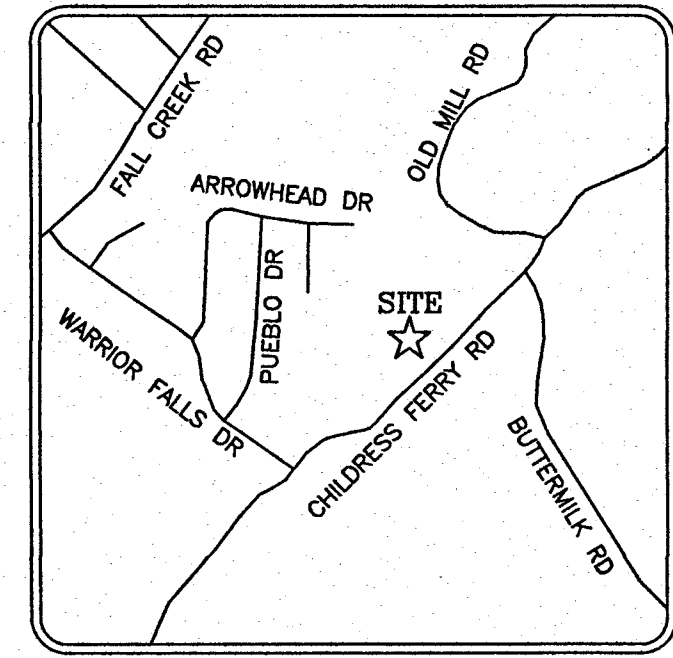 FALL CREEK RD
OLD MILL RD
ARROWHEAD DR
PUEBLO DR
SITE
WARRIOR FALLS DR
CHILDRESS FERRY RD
BUTTERMILK RD